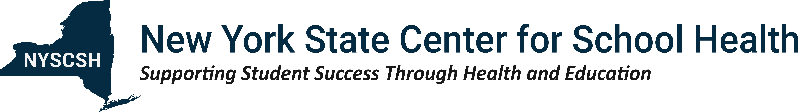 NYSCSH
New York State Center for School Health
Supporting Student Success Through Health and Education